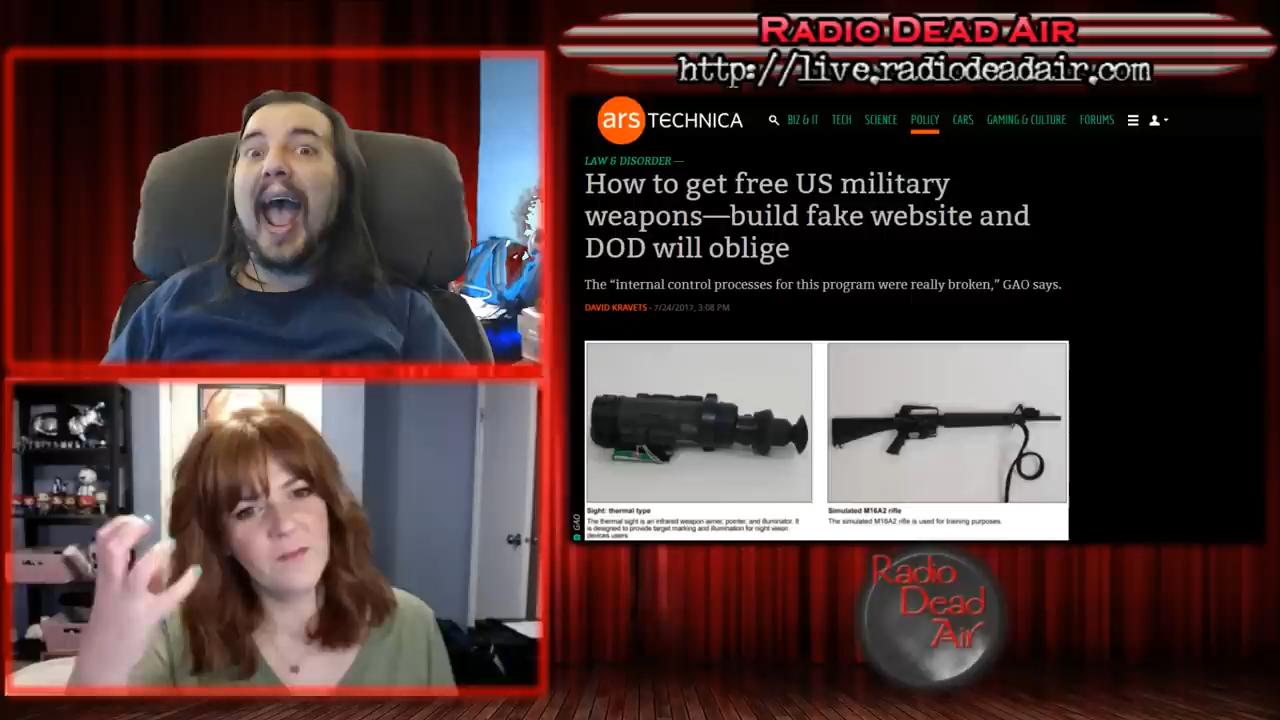 RADIO DEAD AIR
http://live.radiodeadair.com
ars TECHNICA BIZ & IT TECH SCIENCE POLICY CARS GAMING & CULTURE FORUMS
LAW & DISORDER —
How to get free US military
weapons—build fake website and
DOD will oblige
The “internal control processes for this program were really broken,” GAO says.
DAVID KRAVETS - 7/24/2017, 3:08 PM
GAO
Sight: thermal type
The thermal sight is an infrared weapon aimer, pointer, and illuminator. It
is designed to provide target marking and illumination for night vision
devices users
Simulated M16A2 rifle
The simulated M16A2 rifle is used for training purposes.
Radio
Dead
Air